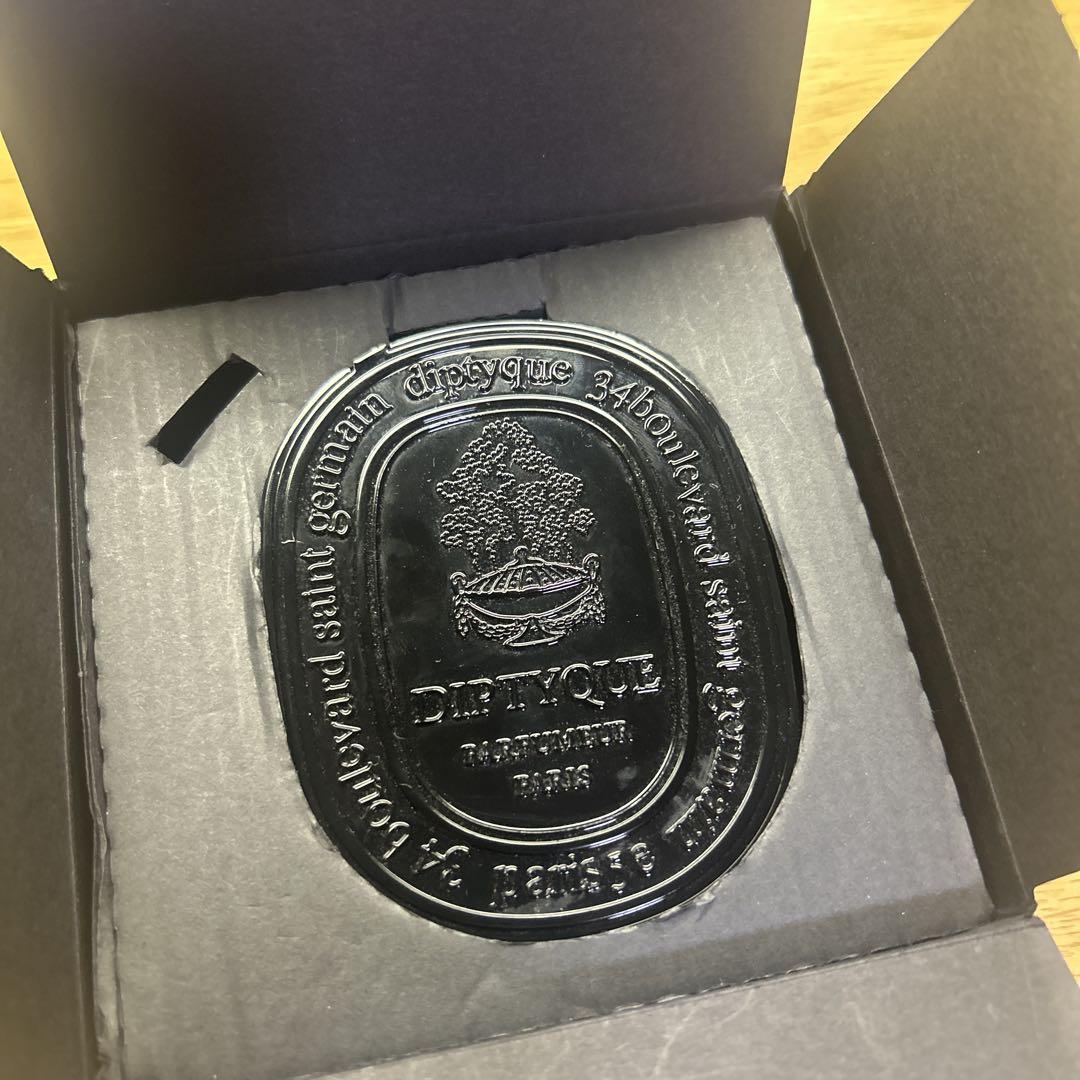 diptyque 34 boulevard saint germain
paris 5e
34 boulevard saint germain
DIPTYQUE
PARFUMEUR
PARIS